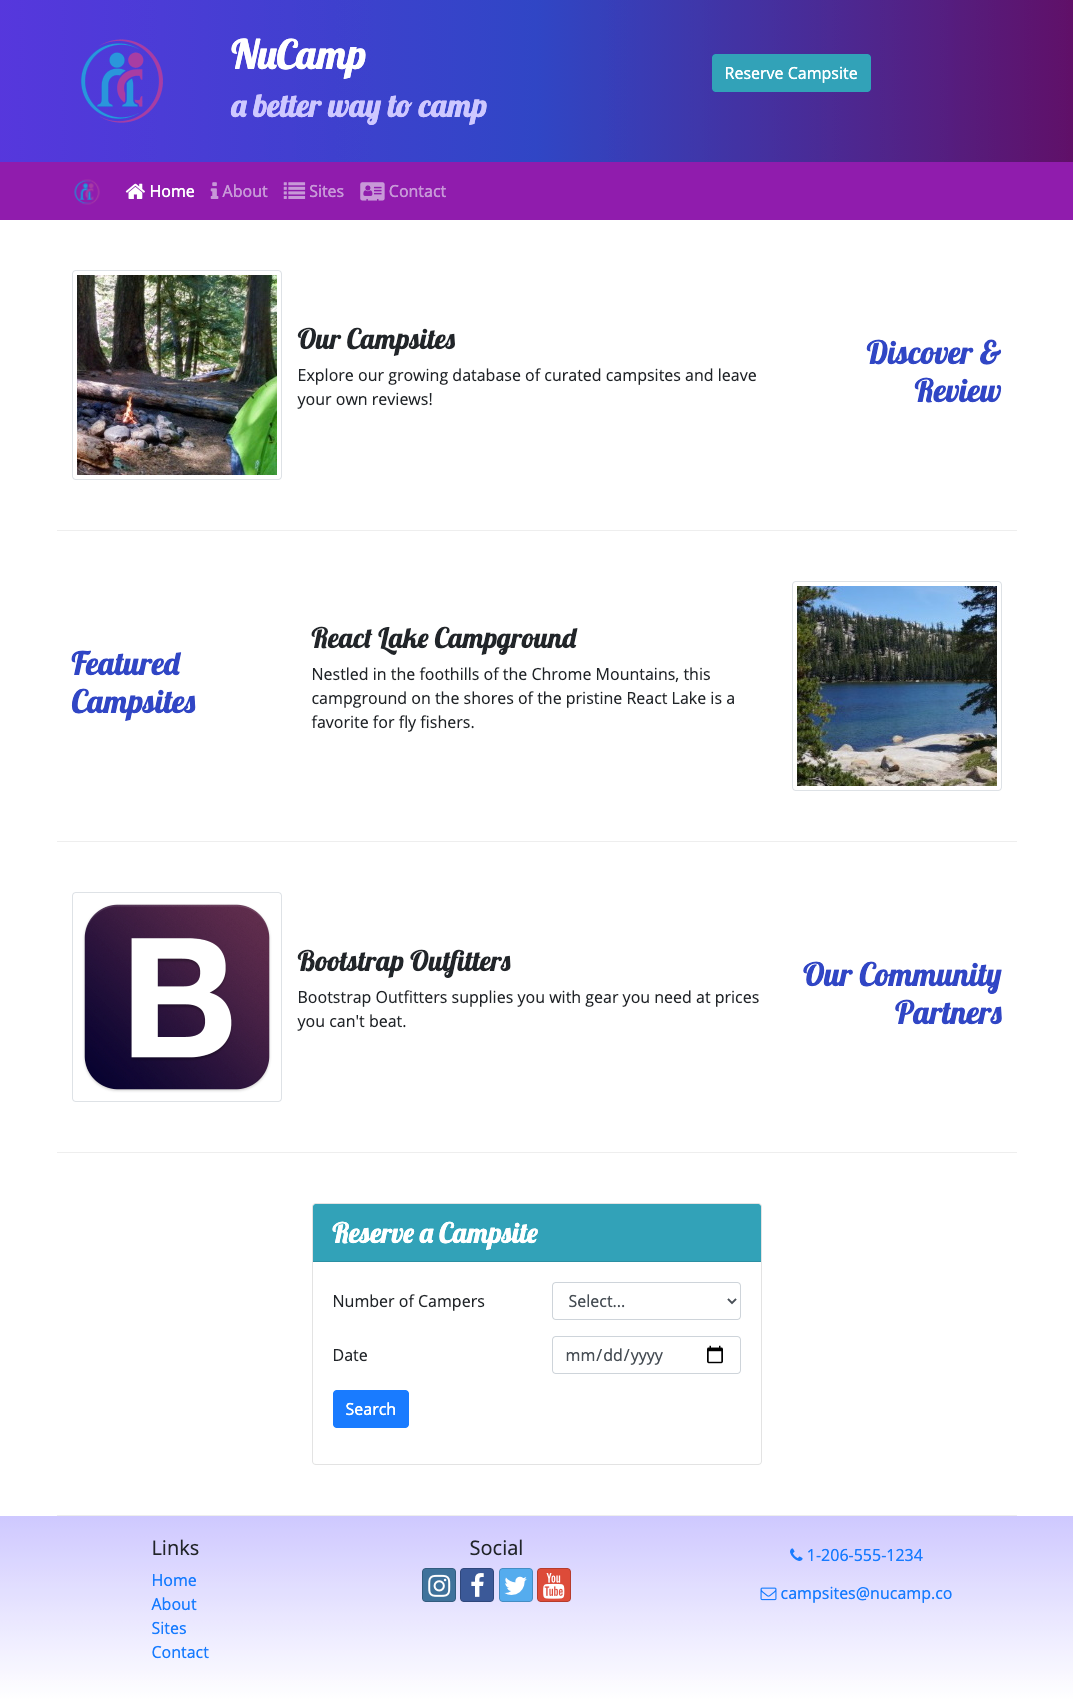 NuCamp
a better way to camp
Reserve Campsite
Home
About
Sites
Contact
Our Campsites
Explore our growing database of curated campsites and leave
your own reviews!
Discover &
Review
Featured
Campsites
React Lake Campground
Nestled in the foothills of the Chrome Mountains, this
campground on the shores of the pristine React Lake is a
favorite for fly fishers.
B
Bootstrap Outfitters
Bootstrap Outfitters supplies you with gear you need at prices
you can't beat.
Our Community
Partners
Reserve a Campsite
Number of Campers
Select...
Date
mm/dd/yyyy
Search
Links
Home
About
Sites
Contact
Social
You
Tube
1-206-555-1234
campsites@nucamp.co